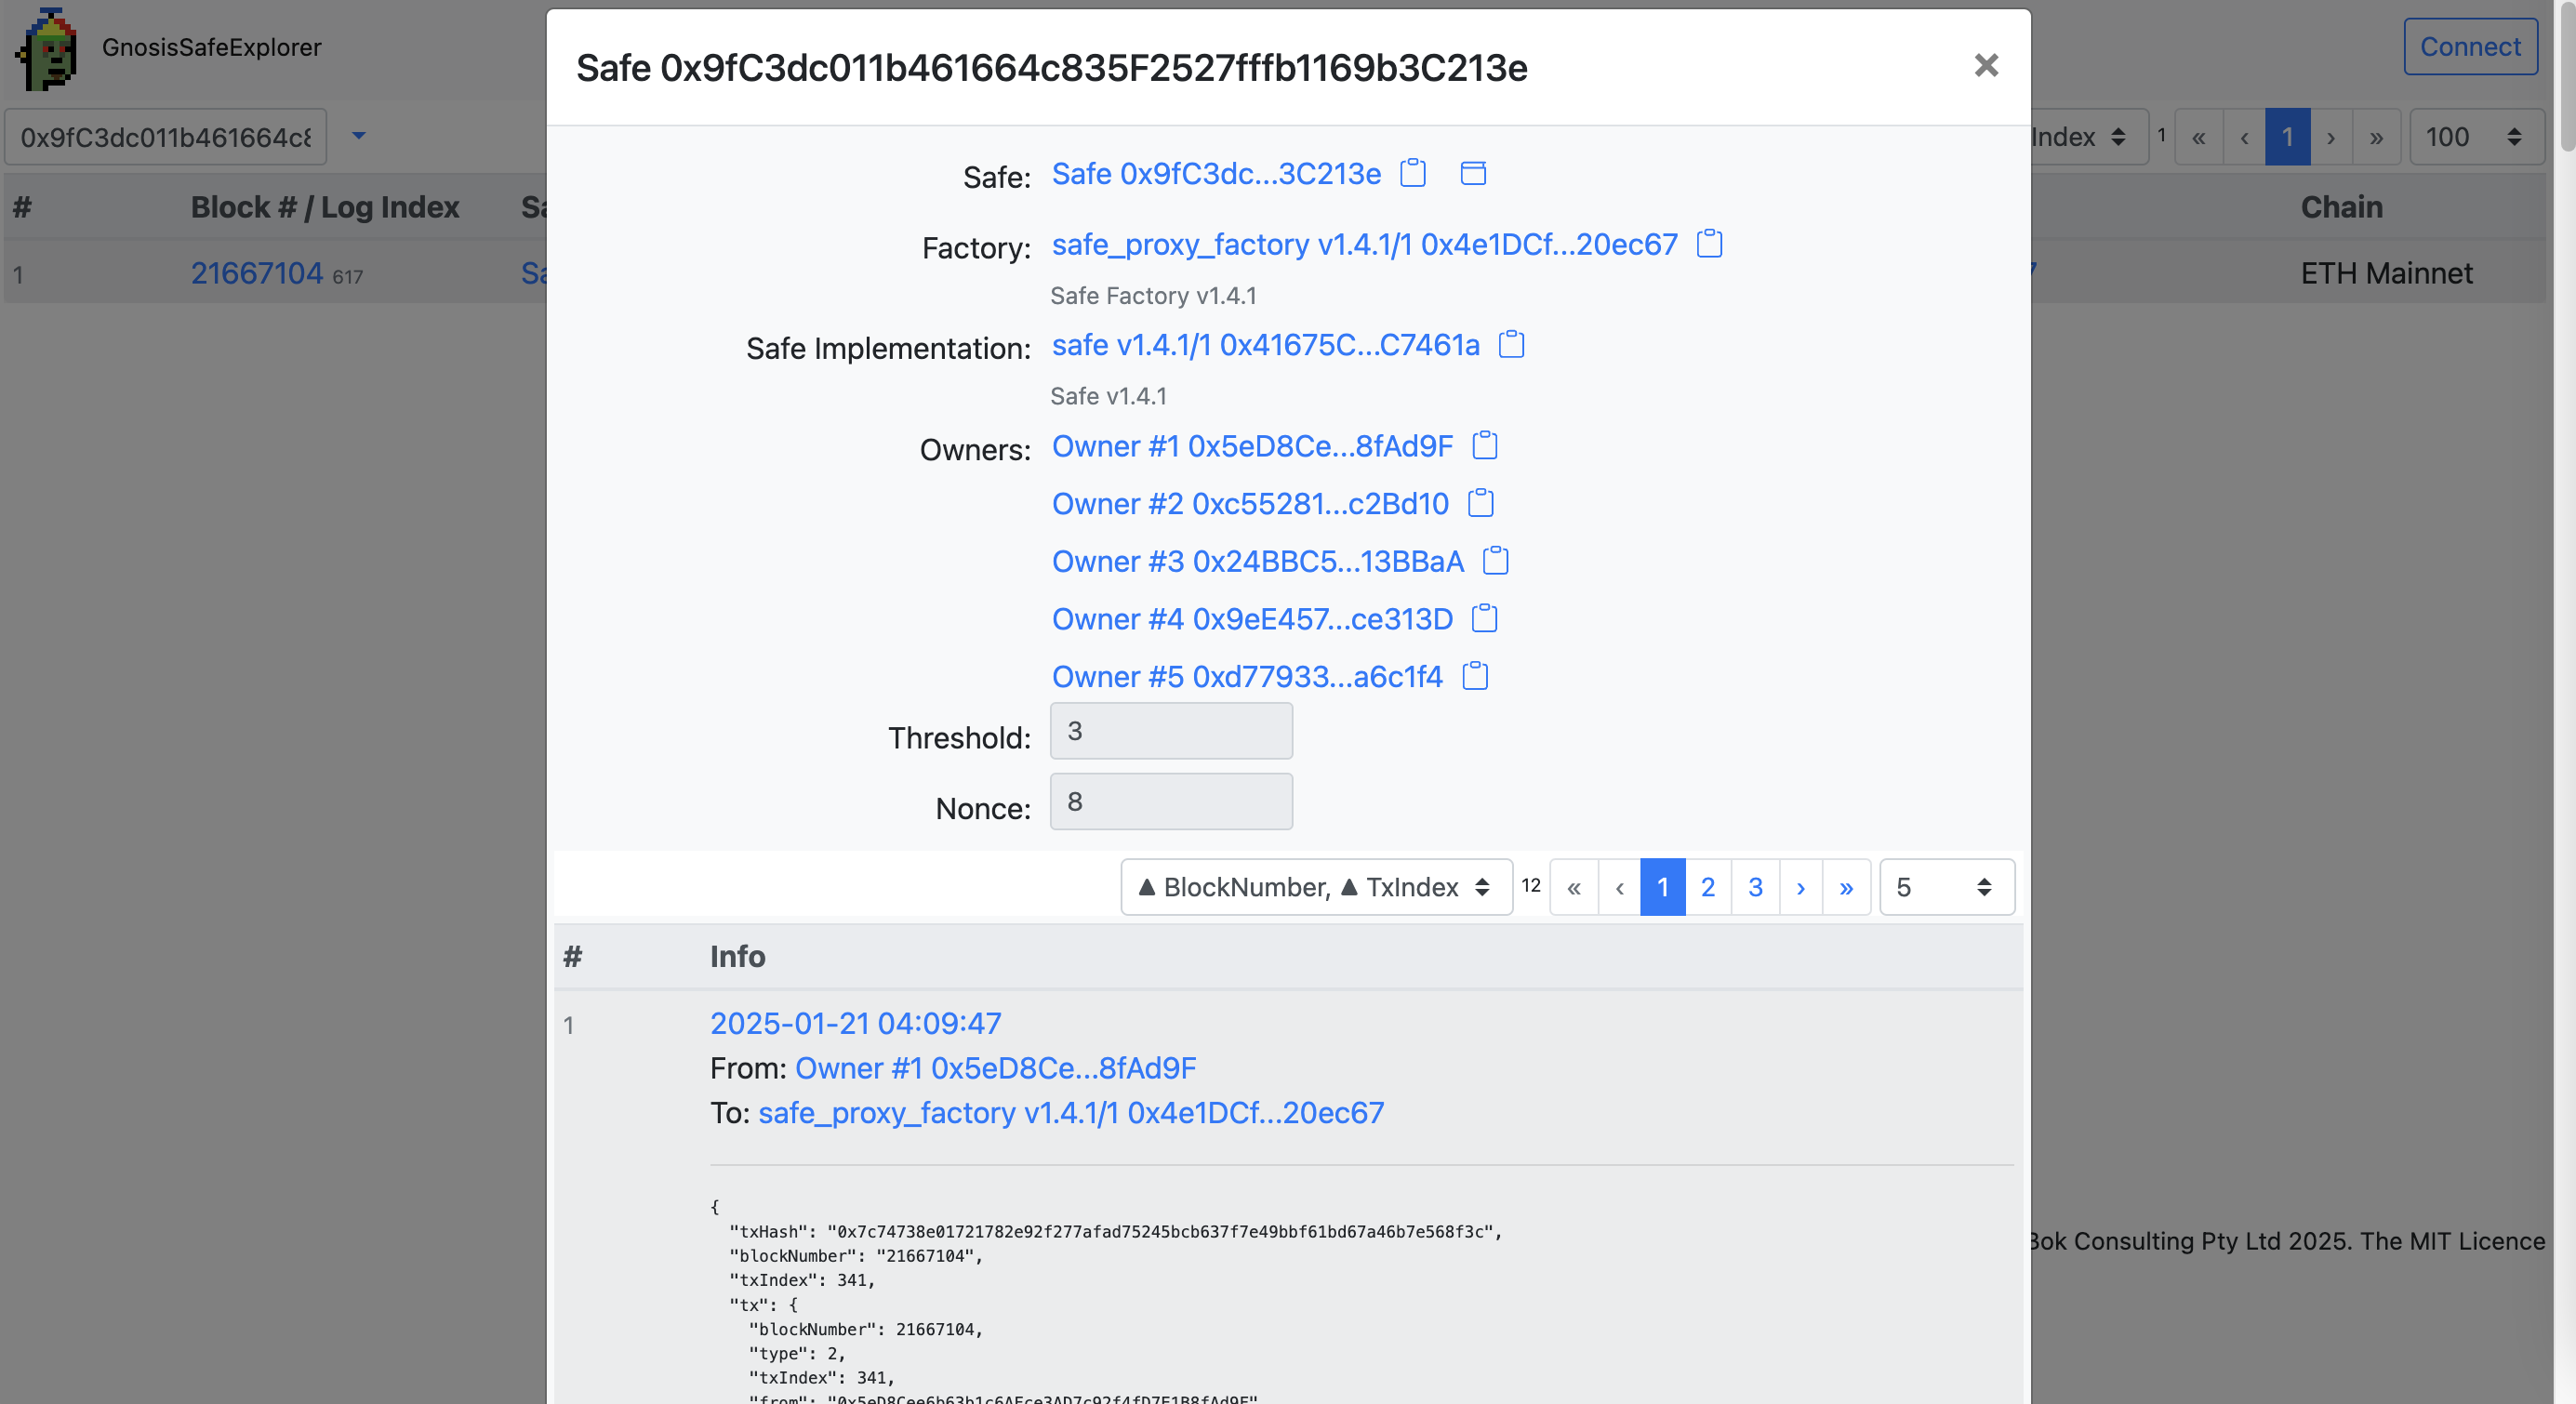 GnosisSafeExplorer
Connect
0x9fC3dc011b461664c
Index
1
«
‹
1
›
»
100
#
Block # / Log Index
Chain
1
21667104 617
ETH Mainnet
Safe 0x9fC3dc011b461664c835F2527fffb1169b3C213e
×
Safe: Safe 0x9fC3dc...3C213e
Factory: safe_proxy_factory v1.4.1/1 0x4e1DCf...20ec67
Safe Factory v1.4.1
Safe Implementation: safe v1.4.1/1 0x41675C...C7461a
Safe v1.4.1
Owners: Owner #1 0x5eD8Ce...8fAd9F
Owner #2 0xc55281...c2Bd10
Owner #3 0x24BBC5...13BBaA
Owner #4 0x9eE457...ce313D
Owner #5 0xd77933...a6c1f4
Threshold: 3
Nonce: 8
▲ BlockNumber, ▲ TxIndex 12 « ‹ 1 2 3 › » 5
# Info
1 2025-01-21 04:09:47
From: Owner #1 0x5eD8Ce...8fAd9F
To: safe_proxy_factory v1.4.1/1 0x4e1DCf...20ec67
{
"txHash": "0x7c74738e01721782e92f277afad75245bcb637f7e49bbf61bd67a46b7e568f3c",
"blockNumber": "21667104",
"txIndex": 341,
"tx": {
"blockNumber": 21667104,
"type": 2,
"txIndex": 341,
"from":
Bok Consulting Pty Ltd 2025. The MIT Licence